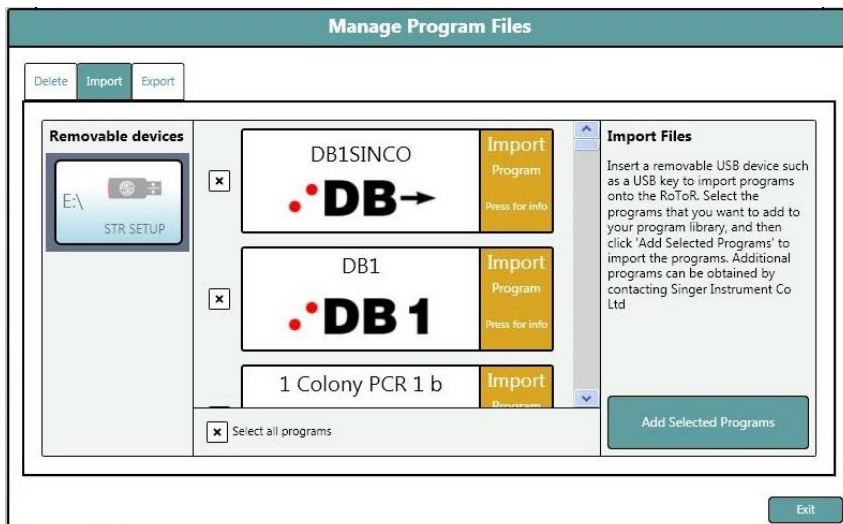 Manage Program Files
Delete
Import
Export
Removable devices
E:\
STR SETUP
DB1SINCO
DB
Import
Program
Press for info
DB1
DB 1
Import
Program
Press for info
1 Colony PCR 1 b
Import
Program
Select all programs
Import Files
Insert a removable USB device such
as a USB key to import programs
onto the RoToR. Select the
programs that you want to add to
your program library, and then
click 'Add Selected Programs' to
import the programs. Additional
programs can be obtained by
contacting Singer Instrument Co
Ltd
Add Selected Programs
Exit